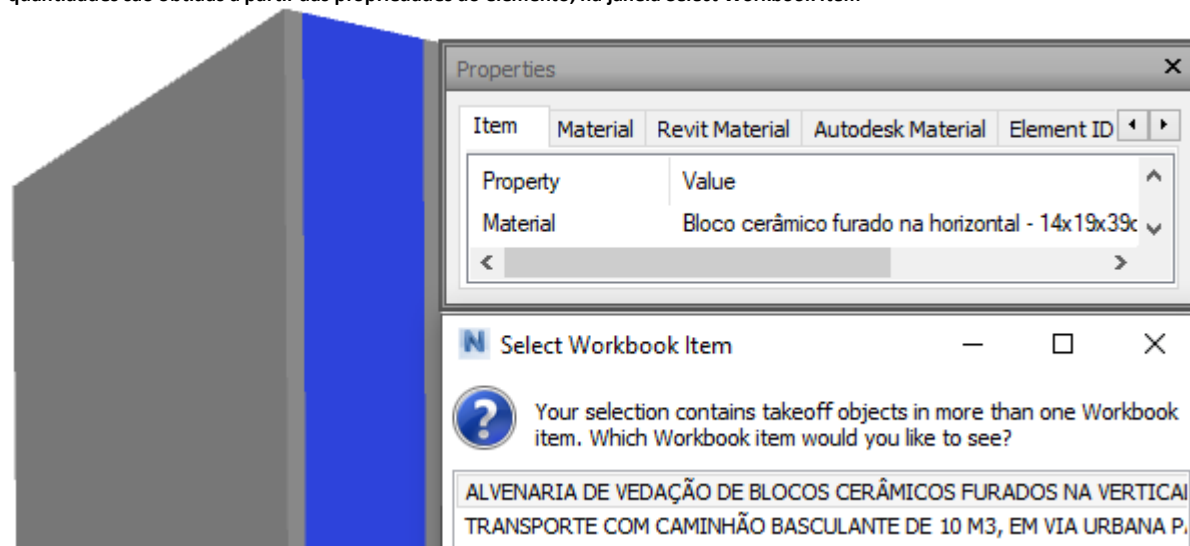 quantidades são obtidas a partir das propriedades do elemento, na janela Select Workbook Item
Properties
Item Material Revit Material Autodesk Material Element ID
Property Value
Material Bloco cerâmico furado na horizontal - 14x19x39c
Select Workbook Item
Your selection contains takeoff objects in more than one Workbook
item. Which Workbook item would you like to see?
ALVENARIA DE VEDAÇÃO DE BLOCOS CERÂMICOS FURADOS NA VERTICAL
TRANSPORTE COM CAMINHÃO BASCULANTE DE 10 M3, EM VIA URBANA P